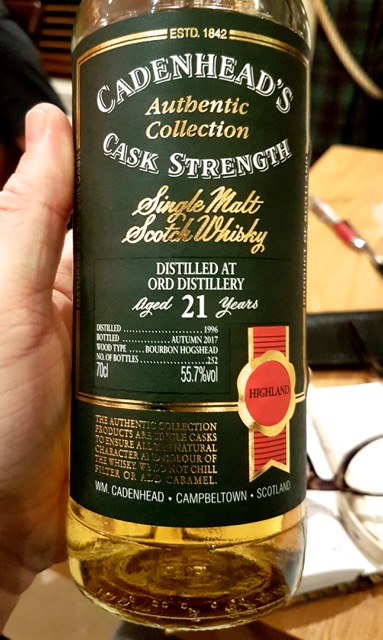 ESTD. 1842
CADENHEAD'S
Authentic
Collection
CASK STRENGTH
Single Malt
Scotch Whisky
DISTILLED AT
ORD DISTILLERY
Aged 21 Years
DISTILLED ........................ 1996
BOTTLED ................ AUTUMN 2017
WOOD TYPE ..... BOURBON HOGSHEAD
NO. OF BOTTLES ........................ 252
70cl 55.7%vol
HIGHLAND
THE AUTHENTIC COLLECTION
PRODUCTS ARE SINGLE CASKS
TO ENSURE ALL THE NATURAL
CHARACTER AND COLOUR OF
THE WHISKY. WE DO NOT CHILL
FILTER OR ADD CARAMEL.
WM. CADENHEAD • CAMPBELTOWN • SCOTLAND